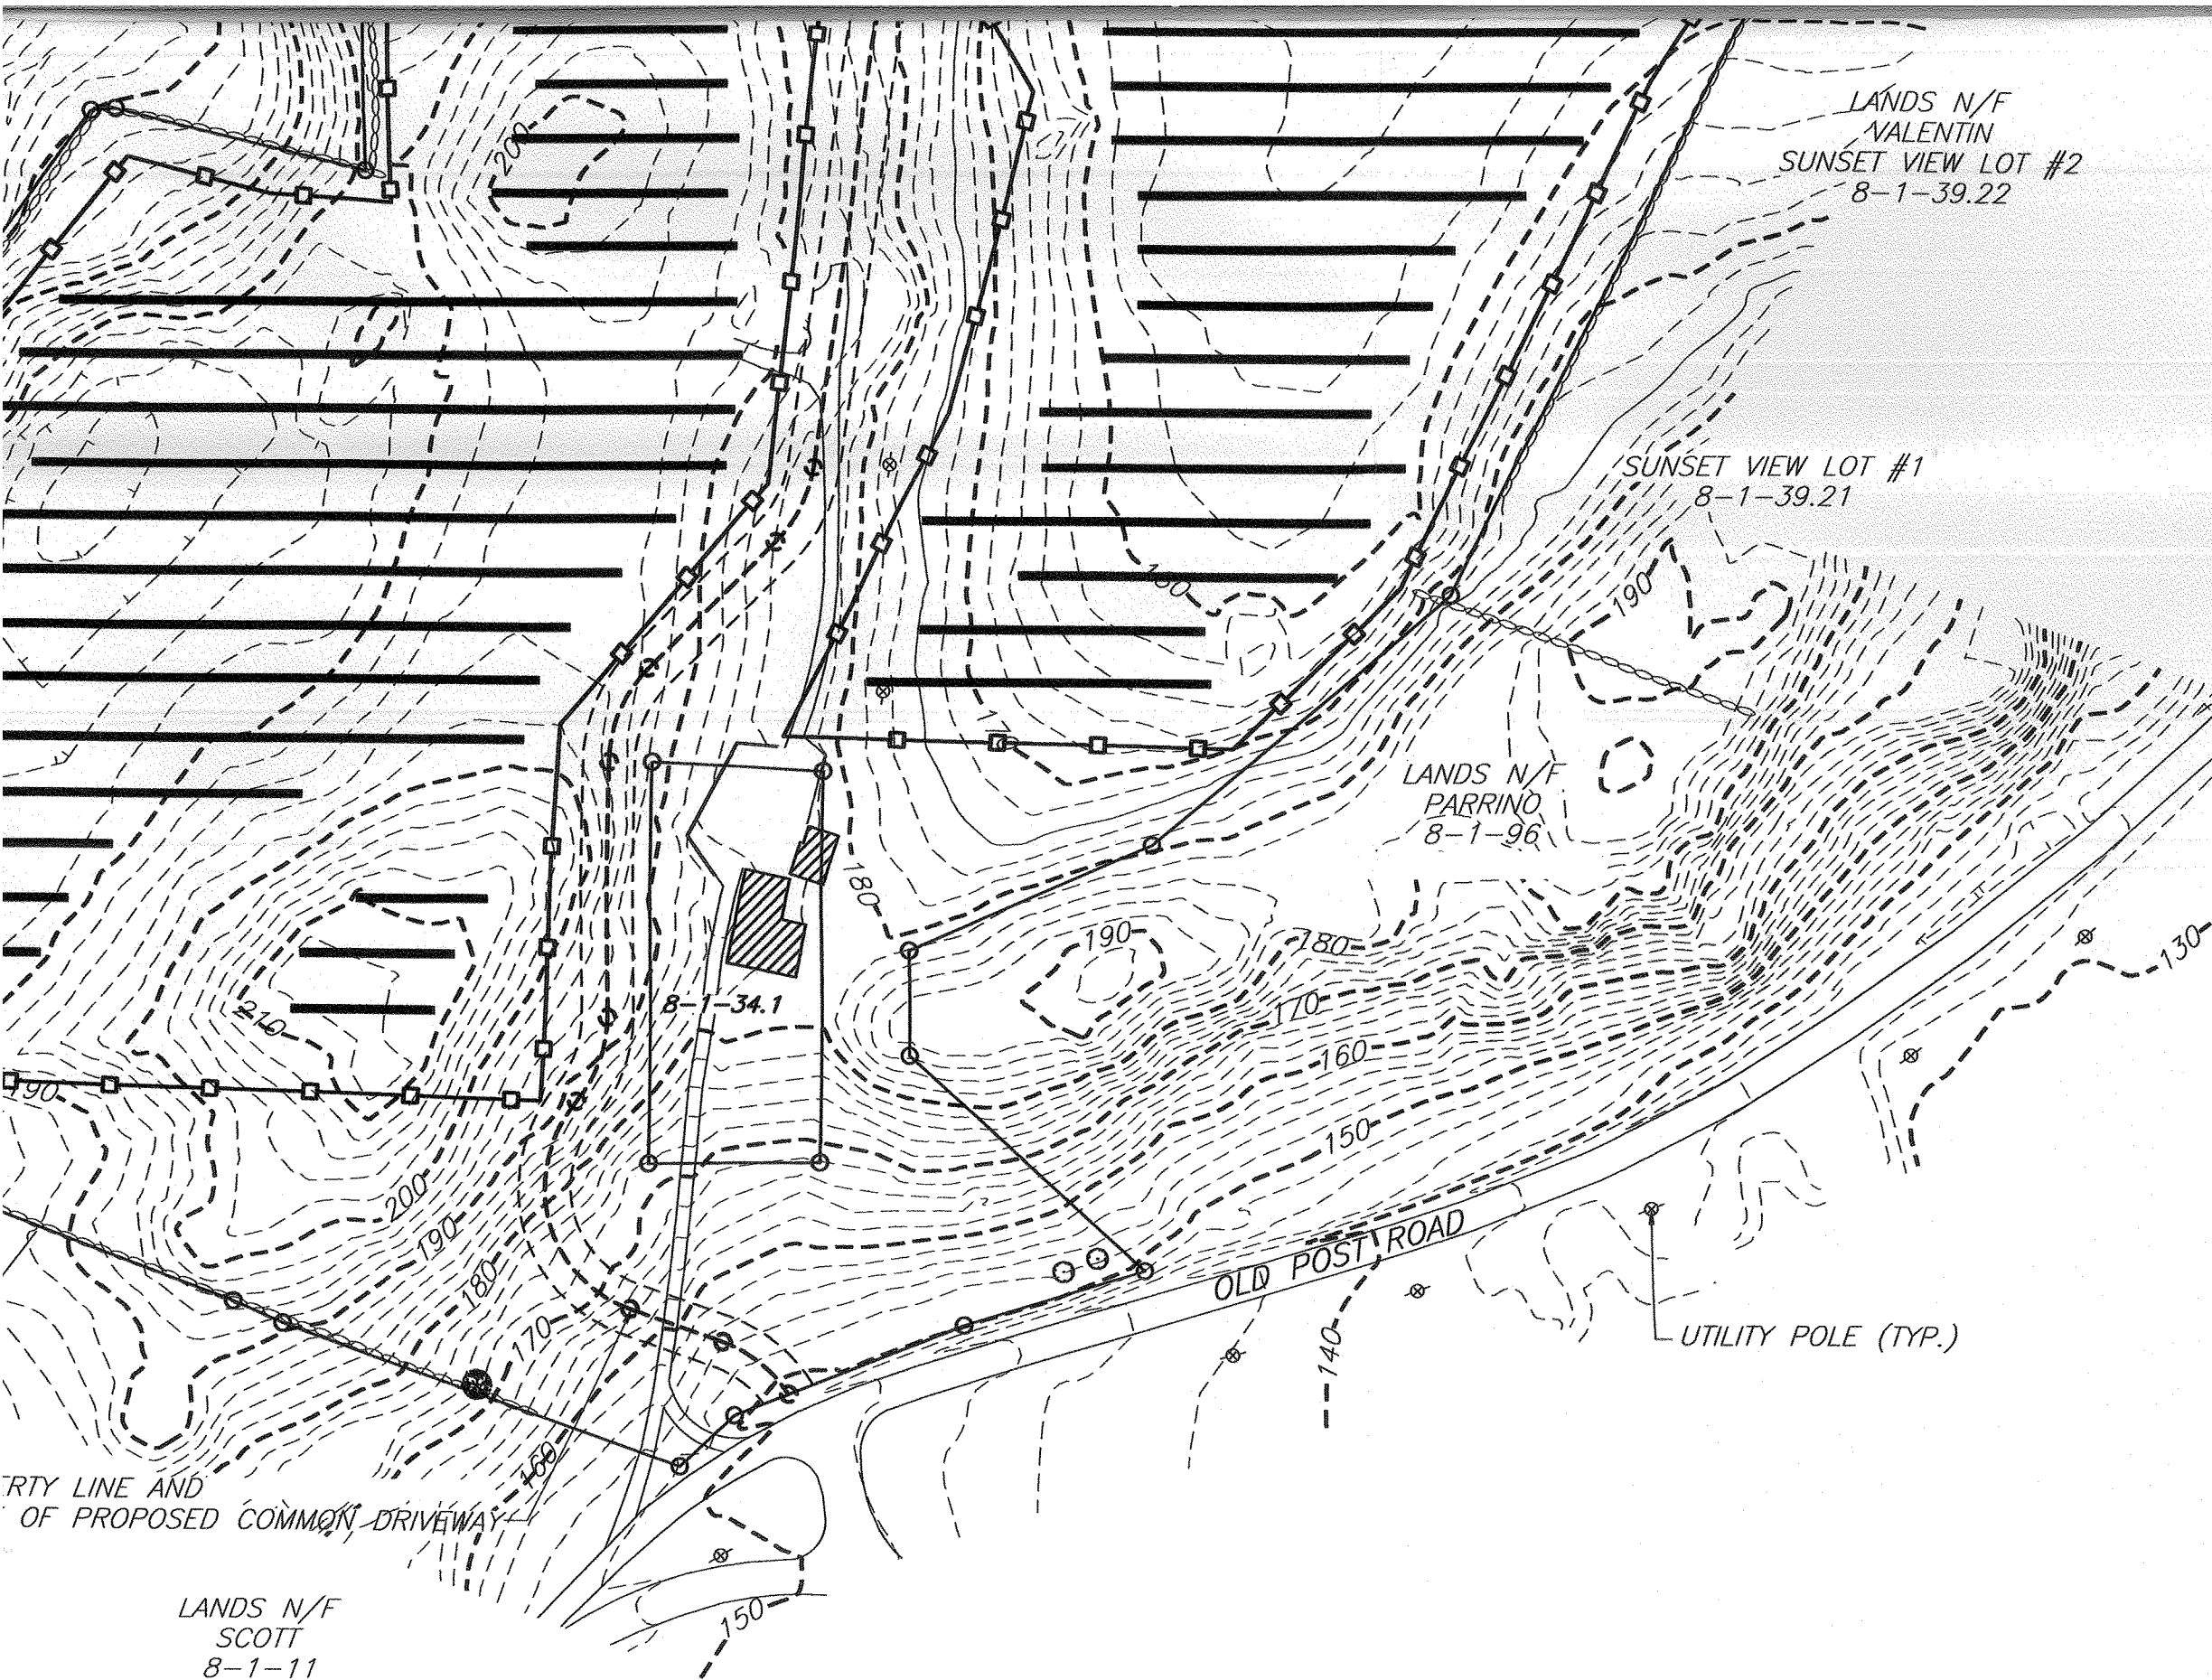 LANDS N/F
VALENTIN
SUNSET VIEW LOT #2
8-1-39.22
200
SUNSET VIEW LOT #1
8-1-39.21
180
190
LANDS N/F
PARRINO
8-1-96
180
190
180
130
8-1-34.1
170
210
160
190
150
200
190
OLD POST ROAD
180
170
140
UTILITY POLE (TYP.)
160
ERTY LINE AND
OF PROPOSED COMMON DRIVEWAY
150
LANDS N/F
SCOTT
8-1-11